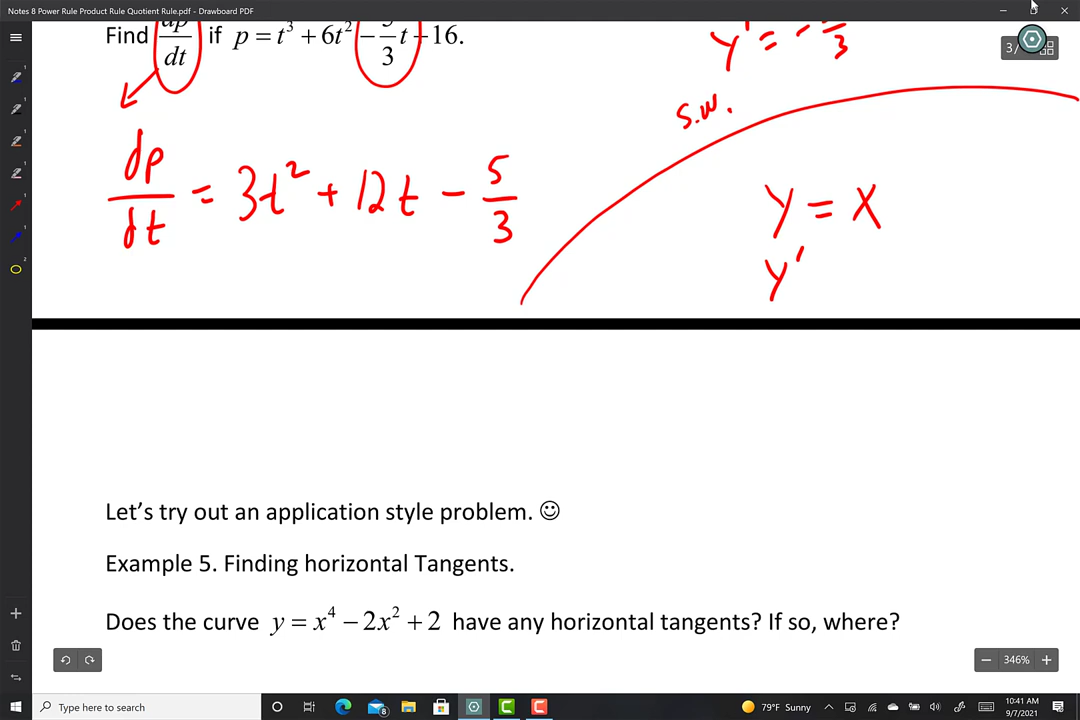 Notes 8 Power Rule Product Rule Quotient Rule.pdf - Drawboard PDF
Find dp/dt if p = t³ + 6t² − 5/3 t − 16.
y' = − /3
3/
s.w.
dp/dt = 3t² + 12t − 5/3
y = x
y'
Let's try out an application style problem. ☺
Example 5. Finding horizontal Tangents.
Does the curve y = x⁴ − 2x² + 2 have any horizontal tangents? If so, where?
346%
Type here to search
8
79°F Sunny
10:41 AM
9/7/2021